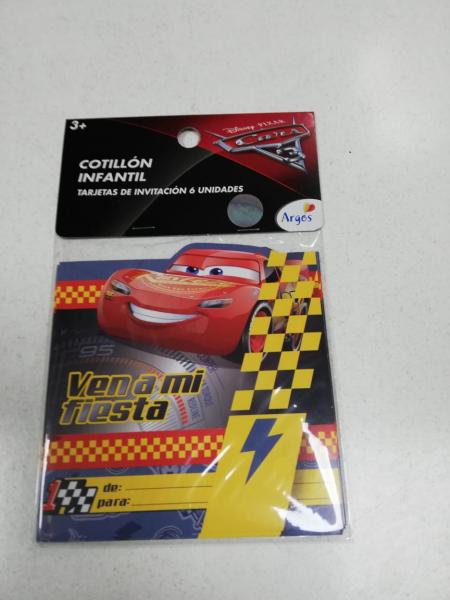 3+
Disney PIXAR
Cars
3
COTILLÓN
INFANTIL
TARJETAS DE INVITACIÓN 6 UNIDADES
Argos
95
Ven a mi
fiesta
1
de:
para: